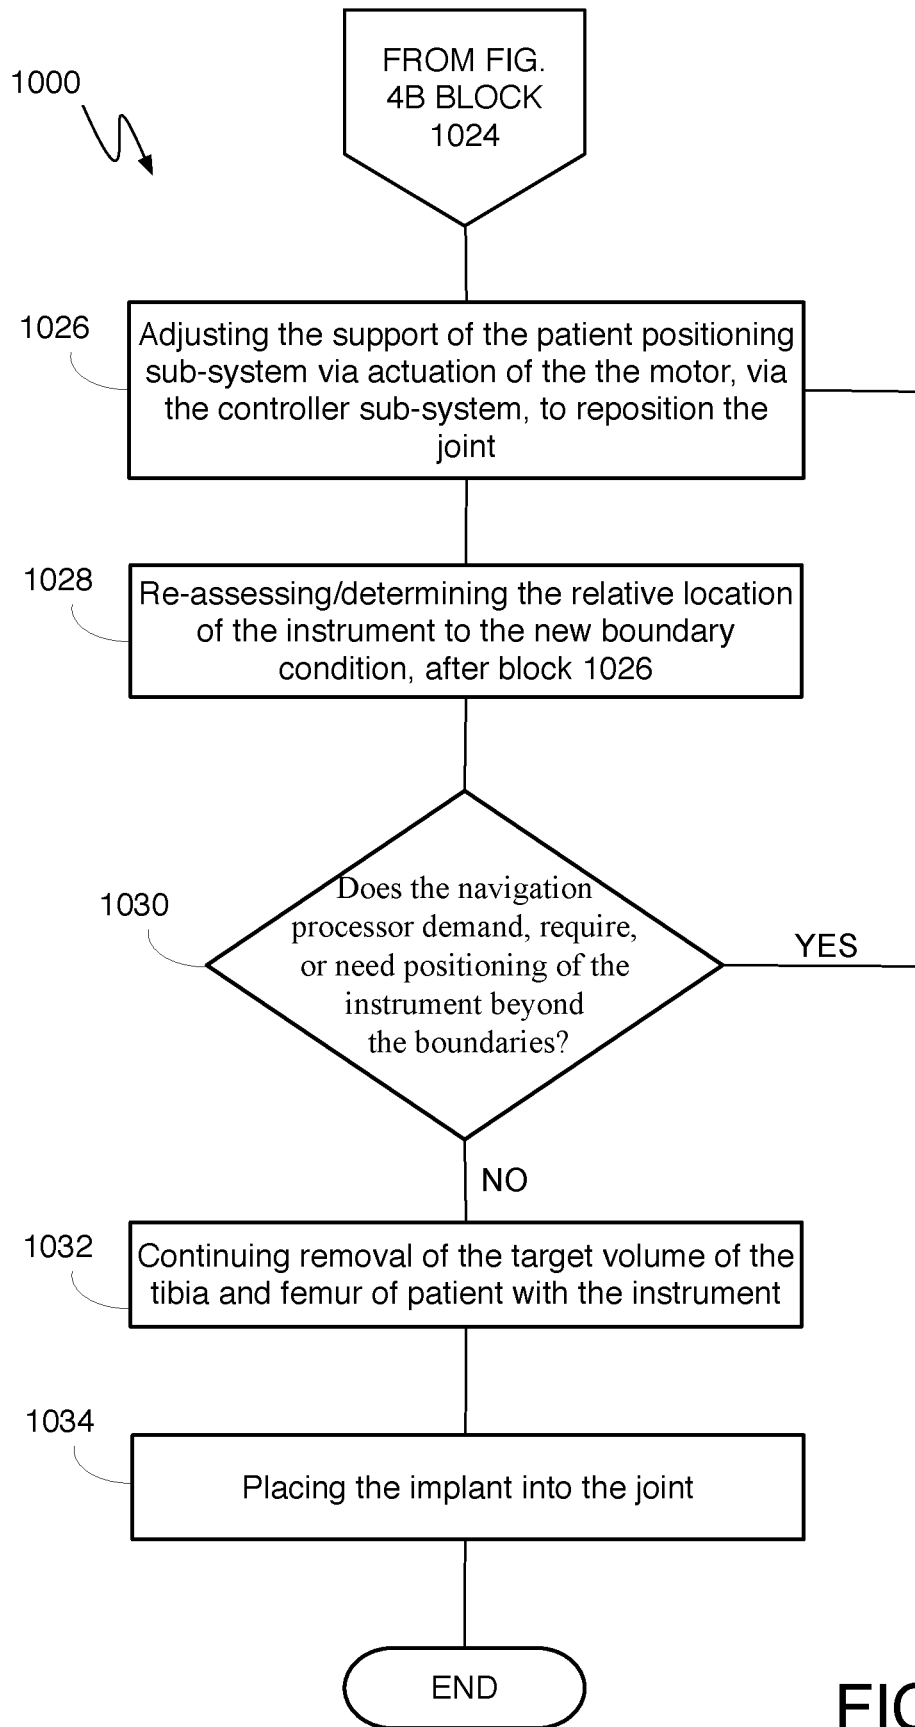 FROM FIG.
4B BLOCK
1024
1000
1026
Adjusting the support of the patient positioning
sub-system via actuation of the the motor, via
the controller sub-system, to reposition the
joint
1028
Re-assessing/determining the relative location
of the instrument to the new boundary
condition, after block 1026
1030
Does the navigation
processor demand, require,
or need positioning of the
instrument beyond
the boundaries?
YES
NO
1032
Continuing removal of the target volume of the
tibia and femur of patient with the instrument
1034
Placing the implant into the joint
END